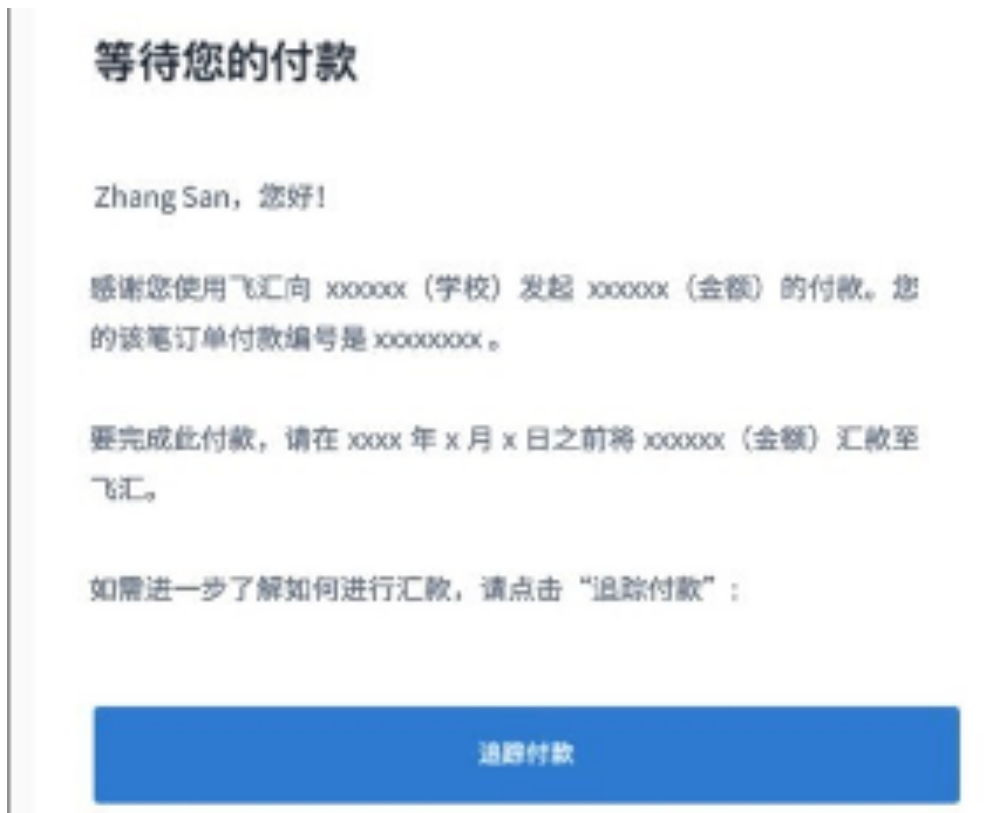 等待您的付款
Zhang San，您好！
感谢您使用飞汇向 xxxxxx（学校）发起 xxxxxx（金额）的付款。您
的该笔订单付款编号是 xxxxxxxx。
要完成此付款，请在 xxxx 年 x 月 x 日之前将 xxxxxx（金额）汇款至
飞汇。
如需进一步了解如何进行汇款，请点击“追踪付款”：
追踪付款